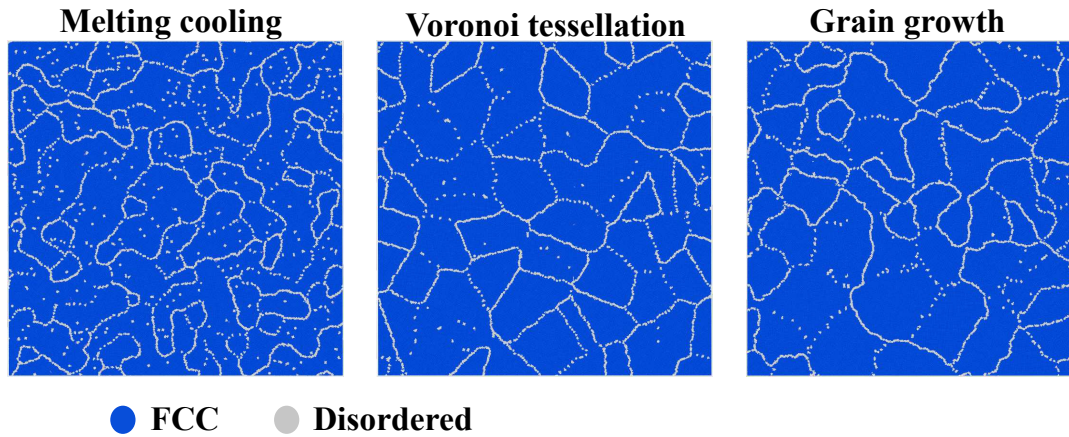 Melting cooling
Voronoi tessellation
Grain growth
FCC
Disordered